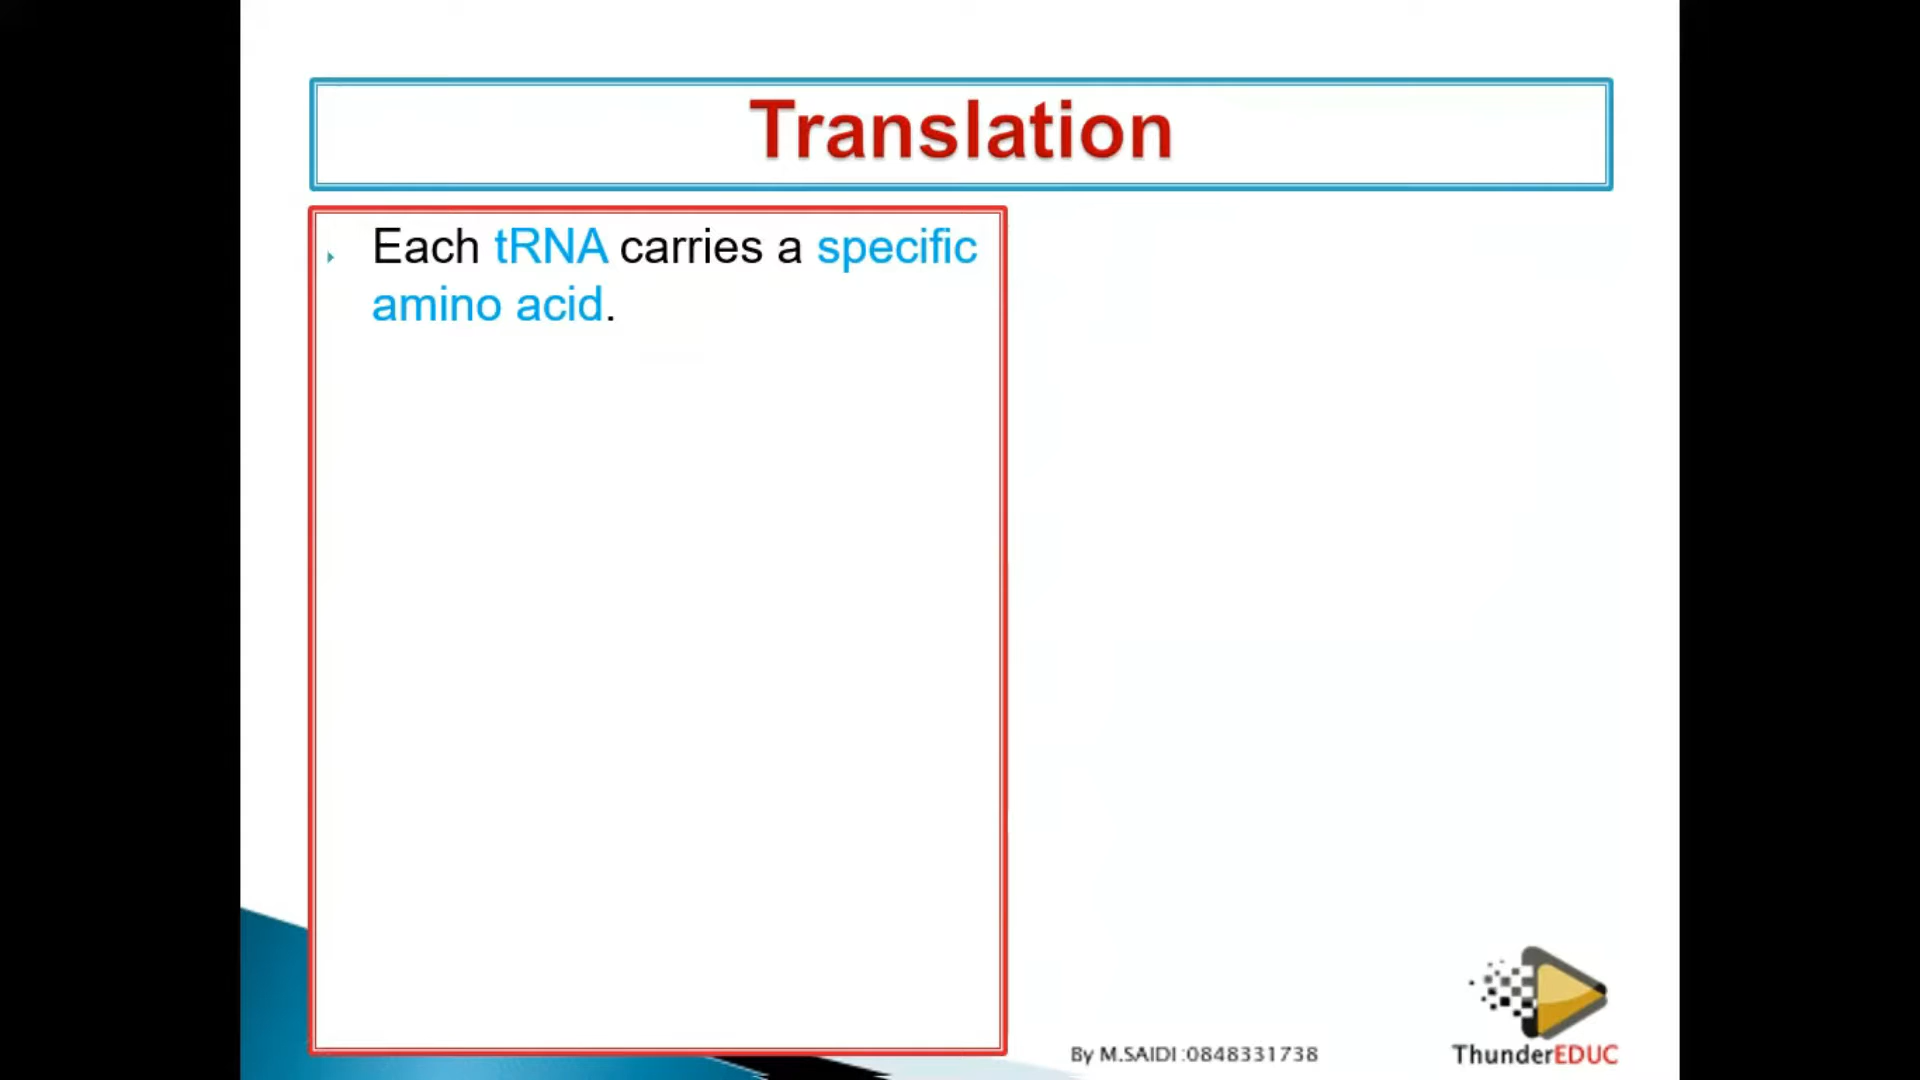 Translation
Each tRNA carries a specific
amino acid.
By M.SAIDI :0848331738
ThunderEDUC